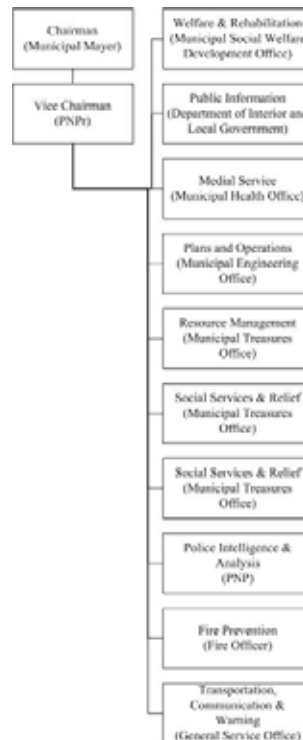 Chairman
(Municipal Mayer)
Vice Chairman
(PNPr)
Welfare & Rehabilitation
(Municipal Social Welfare
Development Office)
Public Information
(Department of Interior and
Local Government)
Medial Service
(Municipal Health Office)
Plans and Operations
(Municipal Engineering
Office)
Resource Management
(Municipal Treasures
Office)
Social Services & Relief
(Municipal Treasures
Office)
Social Services & Relief
(Municipal Treasures
Office)
Police Intelligence &
Analysis
(PNP)
Fire Prevention
(Fire Officer)
Transportation,
Communication &
Warning
(General Service Office)